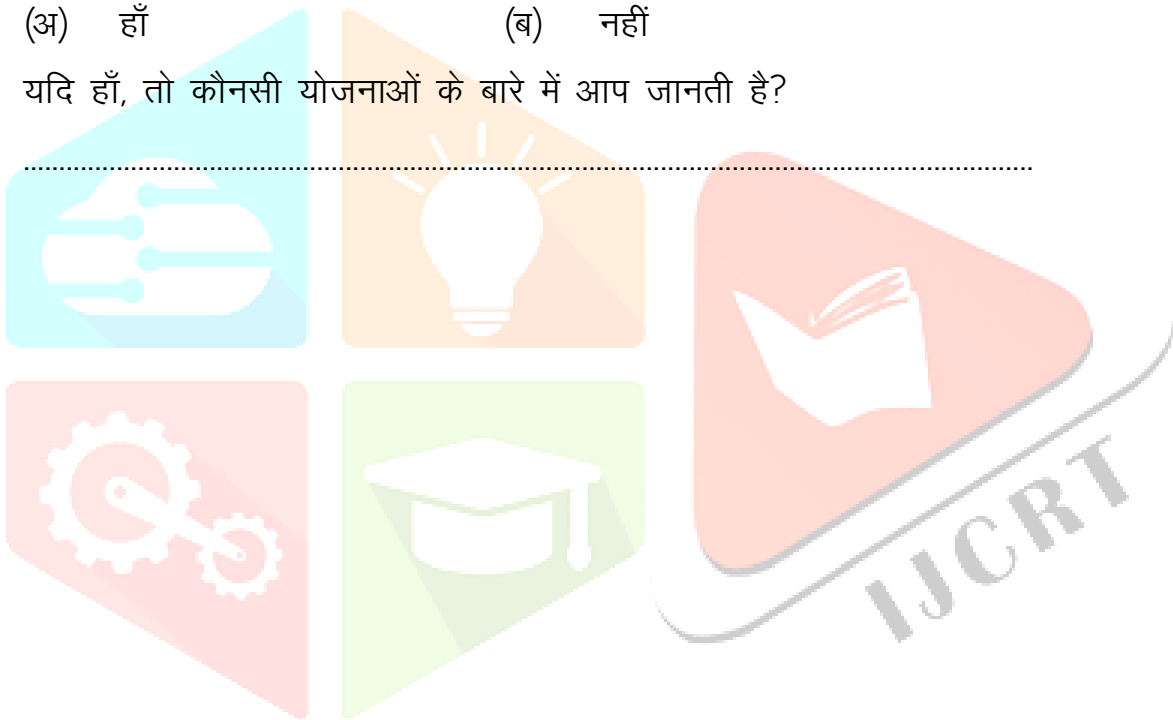 (अ) हाँ (ब) नहीं
यदि हाँ, तो कौनसी योजनाओं के बारे में आप जानती है?
....................................................................................................................
IJCRT